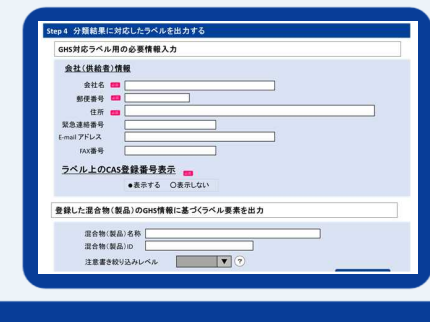 Step 4 分類結果に対応したラベルを出力する
GHS対応ラベル用の必要情報入力
会社(供給者)情報
会社名
郵便番号
住所
緊急連絡番号
E-mail アドレス
FAX番号
ラベル上のCAS登録番号表示
●表示する ○表示しない
登録した混合物(製品)のGHS情報に基づくラベル要素を出力
混合物(製品)名称
混合物(製品)ID
注意書き絞り込みレベル ▼ ?